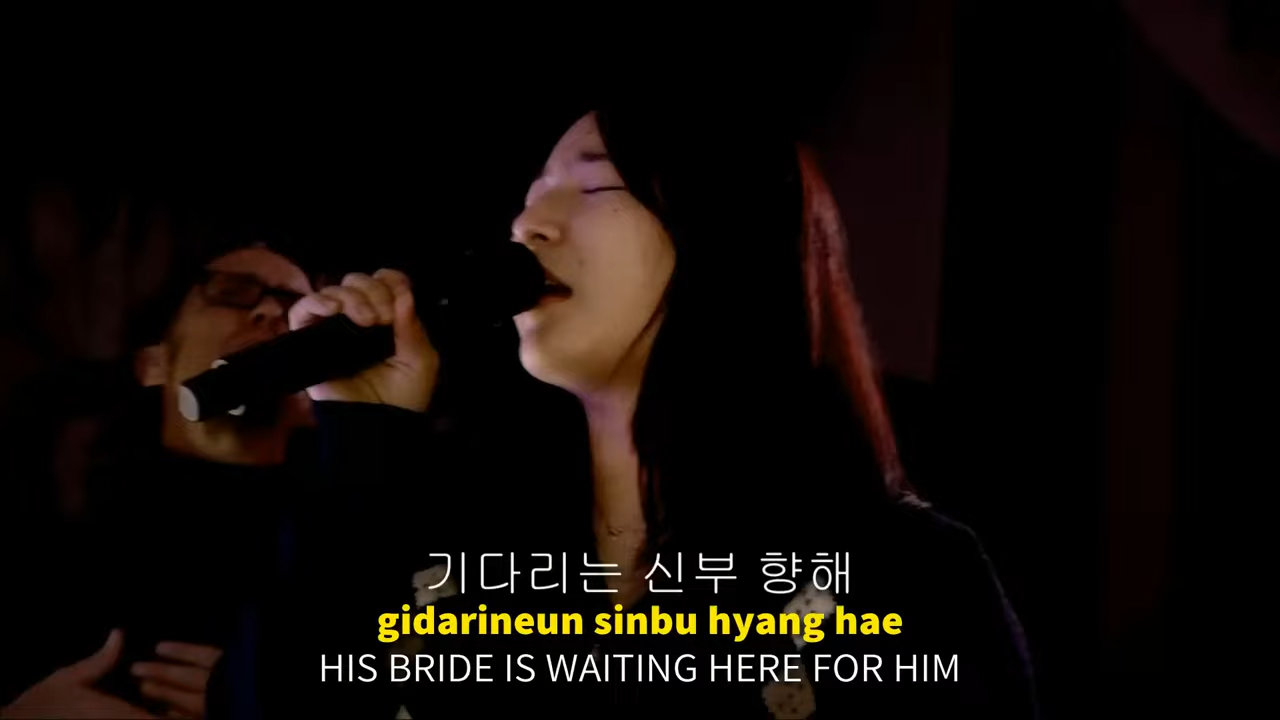 기다리는 신부 향해
gidarineun sinbu hyang hae
HIS BRIDE IS WAITING HERE FOR HIM